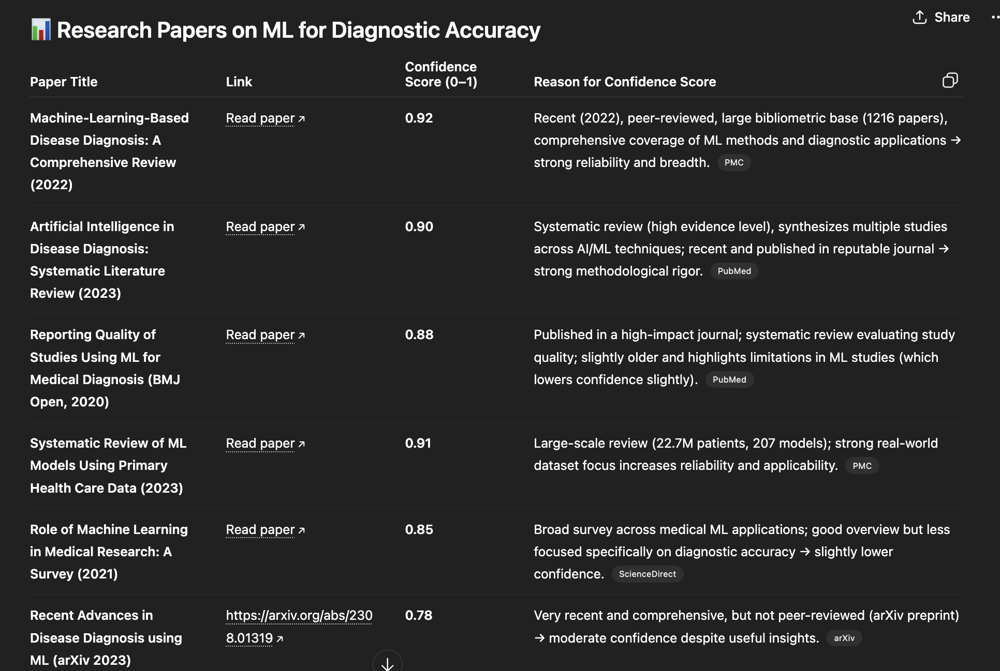 Share
📊 Research Papers on ML for Diagnostic Accuracy
Paper Title
Link
Confidence
Score (0–1)
Reason for Confidence Score
Machine-Learning-Based
Disease Diagnosis: A
Comprehensive Review
(2022)
Read paper ↗
0.92
Recent (2022), peer-reviewed, large bibliometric base (1216 papers),
comprehensive coverage of ML methods and diagnostic applications →
strong reliability and breadth. PMC
Artificial Intelligence in
Disease Diagnosis:
Systematic Literature
Review (2023)
Read paper ↗
0.90
Systematic review (high evidence level), synthesizes multiple studies
across AI/ML techniques; recent and published in reputable journal →
strong methodological rigor. PubMed
Reporting Quality of
Studies Using ML for
Medical Diagnosis (BMJ
Open, 2020)
Read paper ↗
0.88
Published in a high-impact journal; systematic review evaluating study
quality; slightly older and highlights limitations in ML studies (which
lowers confidence slightly). PubMed
Systematic Review of ML
Models Using Primary
Health Care Data (2023)
Read paper ↗
0.91
Large-scale review (22.7M patients, 207 models); strong real-world
dataset focus increases reliability and applicability. PMC
Role of Machine Learning
in Medical Research: A
Survey (2021)
Read paper ↗
0.85
Broad survey across medical ML applications; good overview but less
focused specifically on diagnostic accuracy → slightly lower
confidence. ScienceDirect
Recent Advances in
Disease Diagnosis using
ML (arXiv 2023)
https://arxiv.org/abs/230
8.01319 ↗
0.78
Very recent and comprehensive, but not peer-reviewed (arXiv preprint)
→ moderate confidence despite useful insights. arXiv